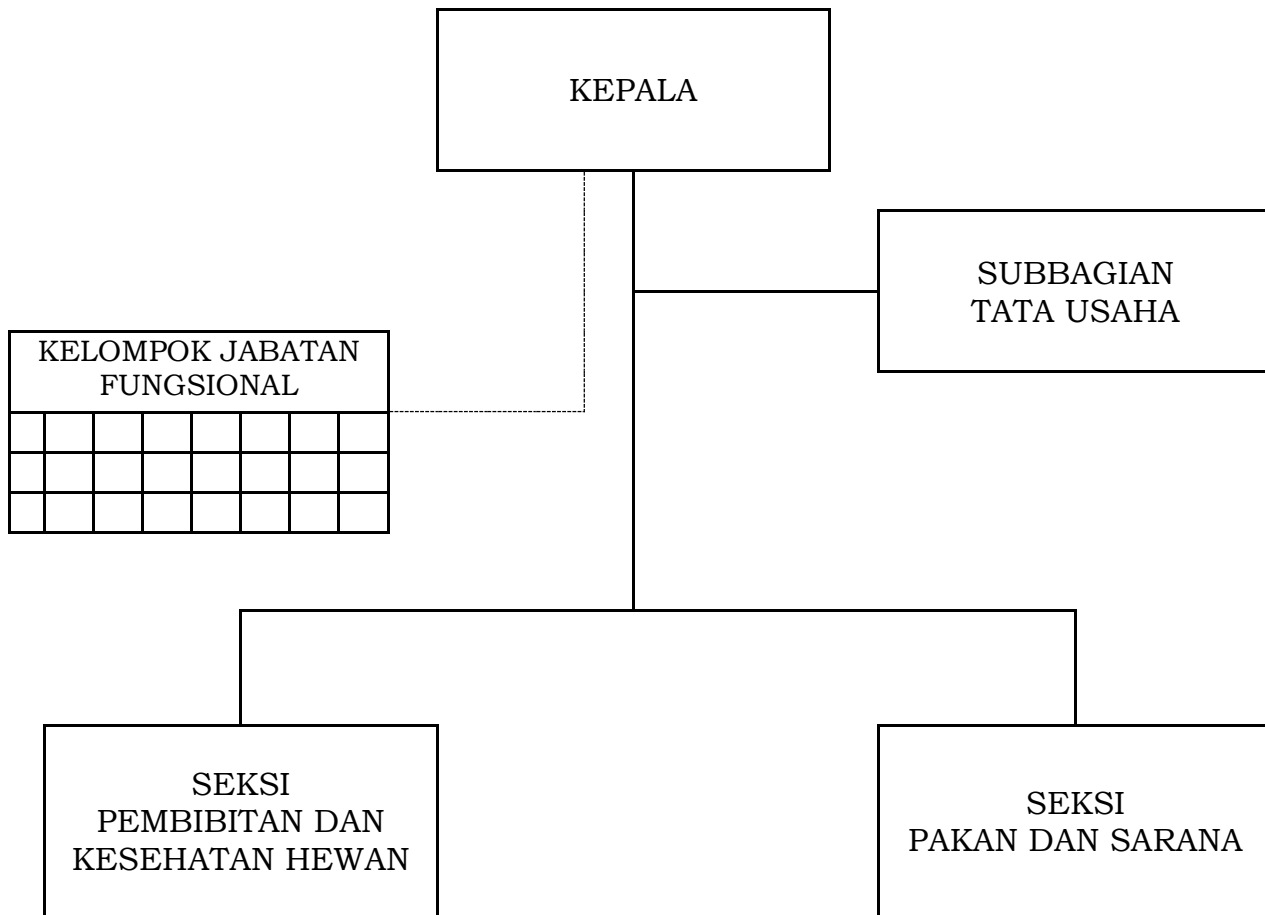 KEPALA
SUBBAGIAN
TATA USAHA
KELOMPOK JABATAN
FUNGSIONAL
SEKSI
PEMBIBITAN DAN
KESEHATAN HEWAN
SEKSI
PAKAN DAN SARANA